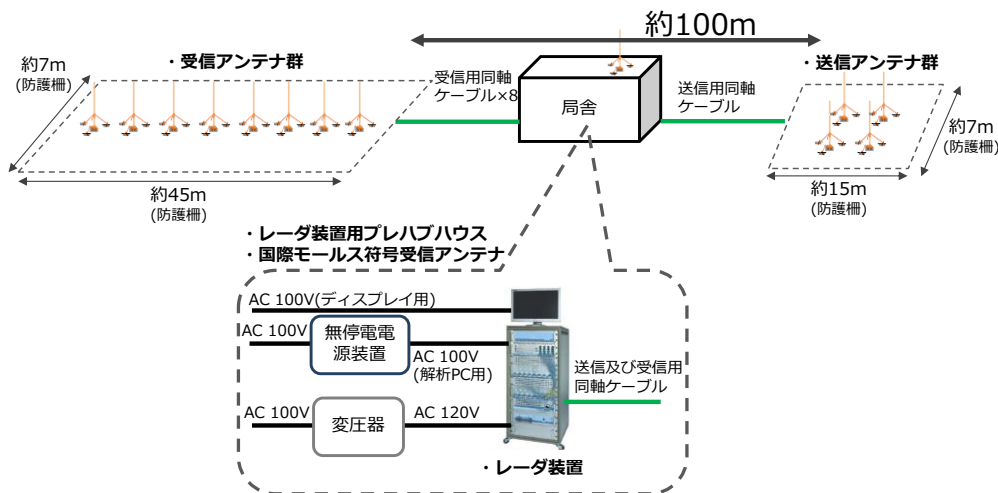 約100m
・受信アンテナ群
・送信アンテナ群
約7m
(防護柵)
受信用同軸
ケーブル×8
局舎
送信用同軸
ケーブル
約7m
(防護柵)
約45m
(防護柵)
約15m
(防護柵)
・レーダ装置用プレハブハウス
・国際モールス符号受信アンテナ
AC 100V(ディスプレイ用)
AC 100V
無停電電
源装置
AC 100V
(解析PC用)
送信及び受信用
同軸ケーブル
AC 100V
変圧器
AC 120V
・レーダ装置